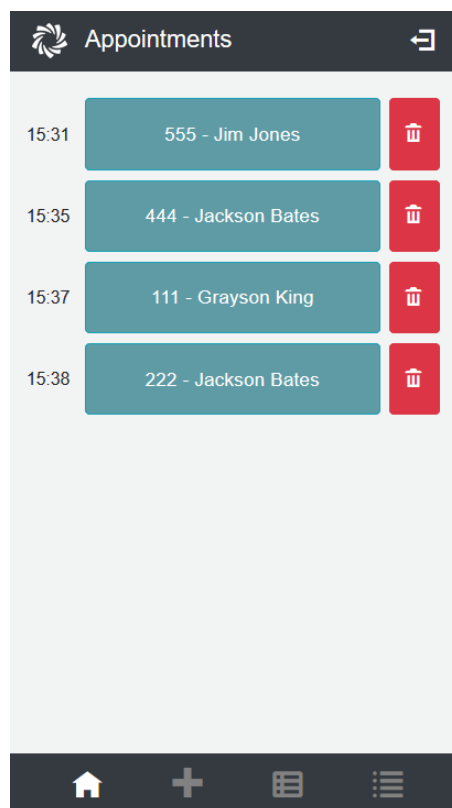 Appointments
15:31 555 - Jim Jones
15:35 444 - Jackson Bates
15:37 111 - Grayson King
15:38 222 - Jackson Bates